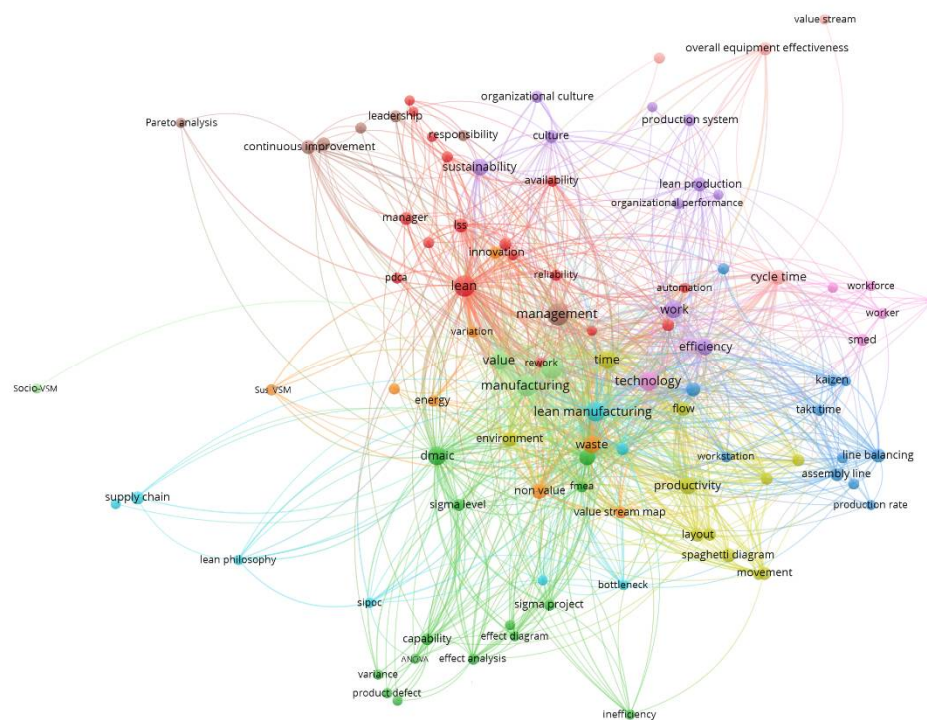 value stream
overall equipment effectiveness
organizational culture
leadership
production system
Pareto analysis
responsibility
culture
continuous improvement
sustainability
availability
lean production
organizational performance
manager
lss
innovation
pdca
lean
reliability
cycle time
automation
workforce
work
management
worker
variation
smed
efficiency
value
rework
time
technology
kaizen
manufacturing
Socio-VSM
Sus VSM
energy
flow
takt time
lean manufacturing
environment
waste
dmaic
workstation
line balancing
assembly line
fmea
productivity
non value
supply chain
sigma level
production rate
value stream map
layout
spaghetti diagram
lean philosophy
movement
bottleneck
sipoc
sigma project
capability
effect diagram
ANOVA
effect analysis
variance
product defect
inefficiency